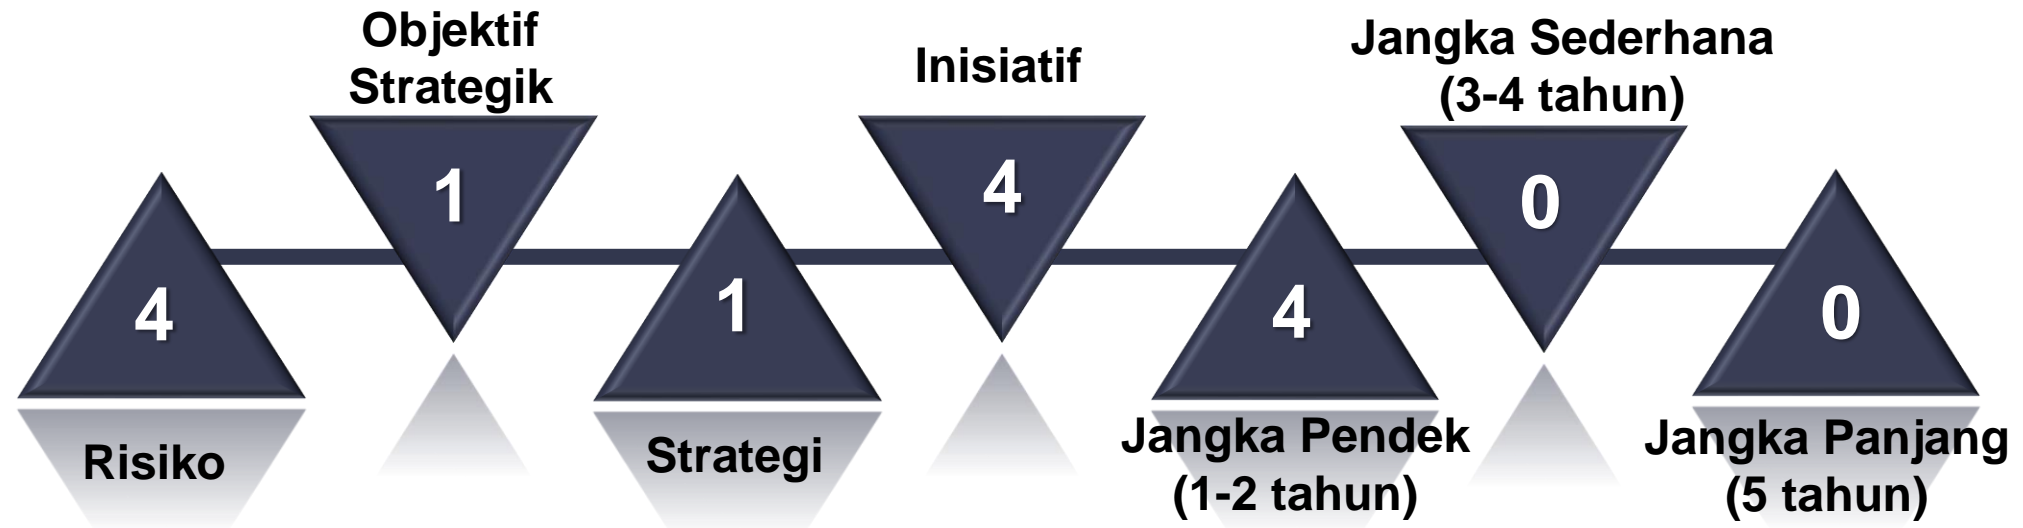 Objektif
Strategik
Inisiatif
Jangka Sederhana
(3-4 tahun)
4
1
1
4
4
0
0
Risiko
Strategi
Jangka Pendek
(1-2 tahun)
Jangka Panjang
(5 tahun)